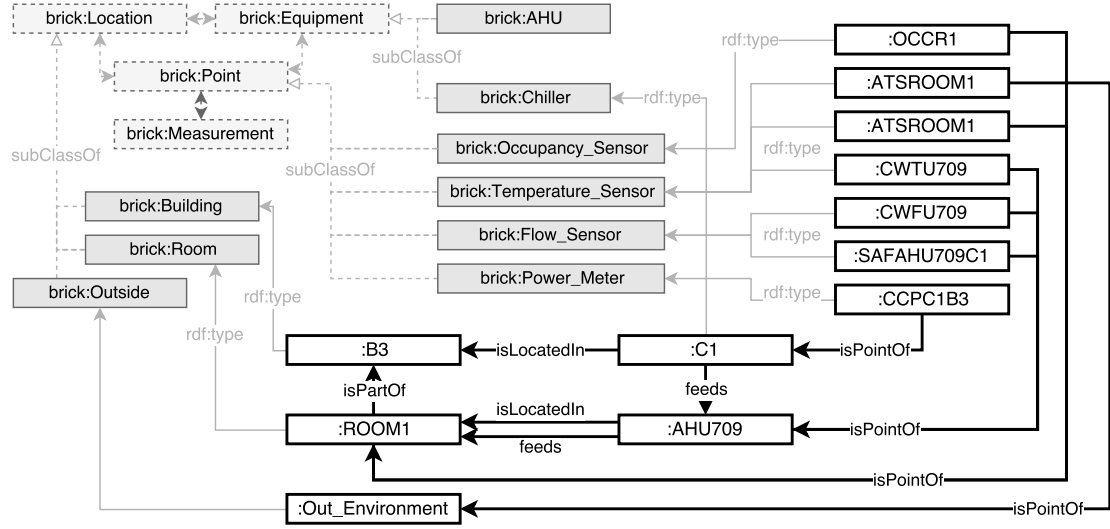 brick:Location
brick:Equipment
brick:AHU
:OCCR1
rdf:type
subClassOf
brick:Point
:ATSROOM1
brick:Chiller
rdf:type
brick:Measurement
:ATSROOM1
subClassOf
brick:Occupancy_Sensor
rdf:type
subClassOf
:CWTU709
brick:Temperature_Sensor
brick:Building
:CWFU709
brick:Room
brick:Flow_Sensor
rdf:type
:SAFAHU709C1
brick:Outside
brick:Power_Meter
rdf:type
rdf:type
:CCPC1B3
rdf:type
:B3
isLocatedIn
:C1
isPointOf
isPartOf
feeds
isLocatedIn
:ROOM1
:AHU709
isPointOf
feeds
isPointOf
:Out_Environment
isPointOf